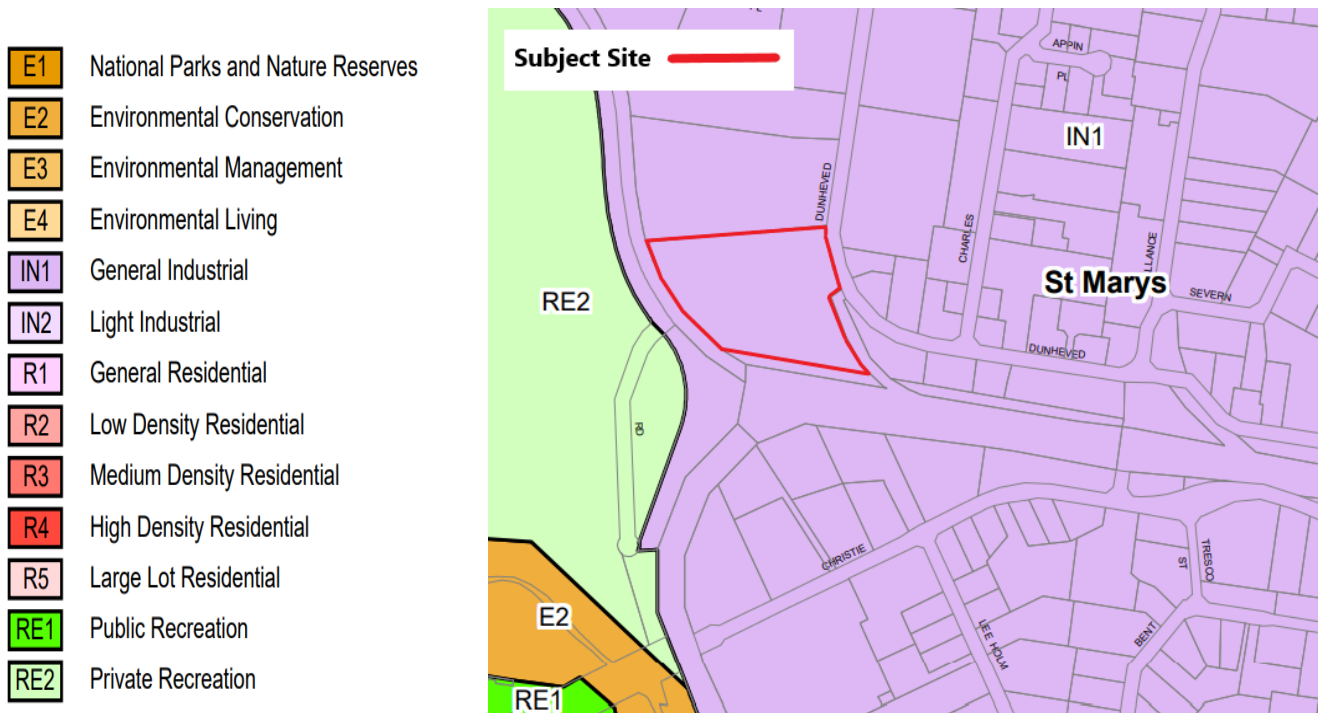 E1 National Parks and Nature Reserves
E2 Environmental Conservation
E3 Environmental Management
E4 Environmental Living
IN1 General Industrial
IN2 Light Industrial
R1 General Residential
R2 Low Density Residential
R3 Medium Density Residential
R4 High Density Residential
R5 Large Lot Residential
RE1 Public Recreation
RE2 Private Recreation
Subject Site
PL
APPIN
PL
IN1
DUNHEVED
CHARLES
LLANCE
St Marys
SEVERN
RE2
DUNHEVED
RD
CHRISTIE
ST
TRESCO
E2
LEE HOLM
BENT
RE1